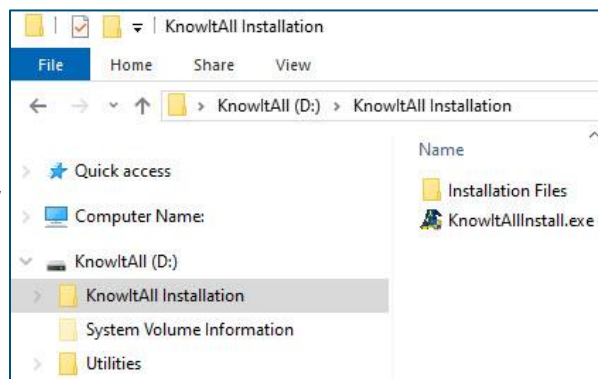 KnowItAll Installation
File Home Share View
KnowItAll (D:) > KnowItAll Installation
Name
Quick access
Installation Files
Computer Name:
KnowItAllInstall.exe
KnowItAll (D:)
KnowItAll Installation
System Volume Information
Utilities